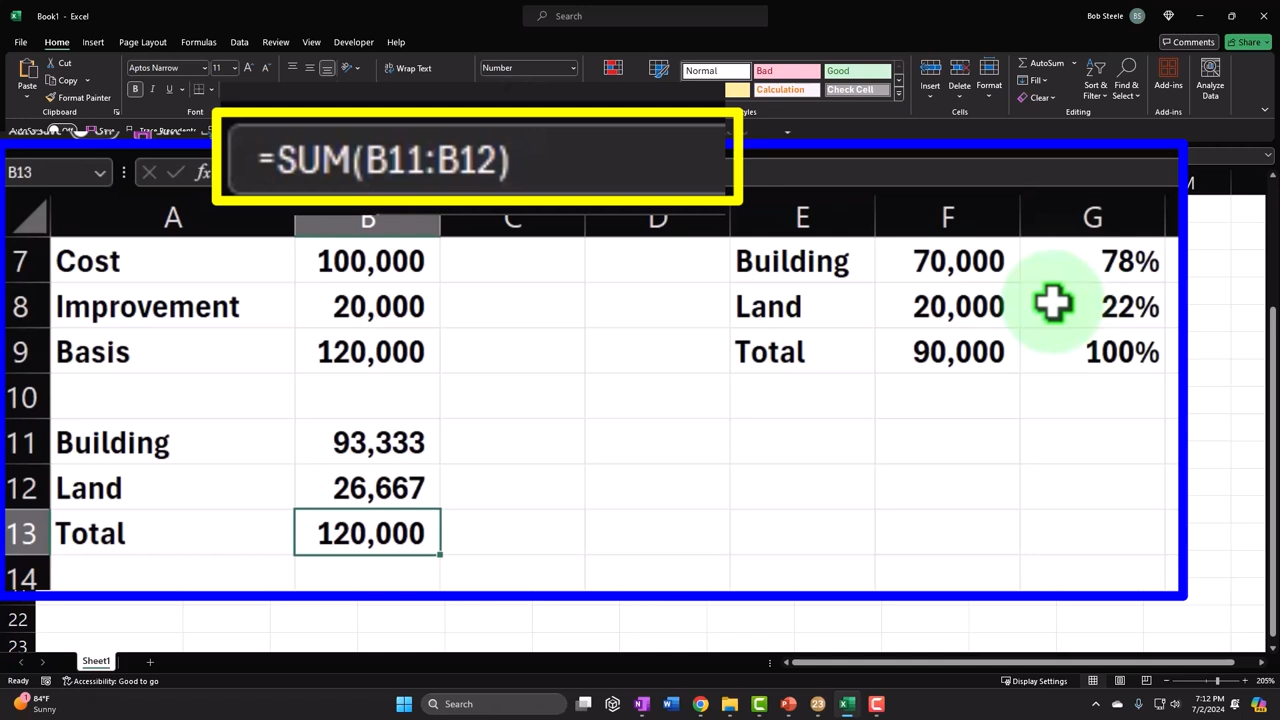 Book1 - Excel
Search
Bob Steele BS
File Home Insert Page Layout Formulas Data Review View Developer Automate Help
Comments Share
Paste
Cut
Copy
Format Painter
Clipboard
Aptos Narrow 11
B I U
Font
Wrap Text
Number
Normal Bad Good
Calculation Check Cell
Styles
Insert Delete Format
Cells
AutoSum
Fill
Clear
Sort & Filter
Find & Select
Editing
Add-ins
Add-ins
Analyze Data
=SUM(B11:B12)
B13 fx
A B C D E F G M
7 Cost 100,000 Building 70,000 78%
8 Improvement 20,000 Land 20,000 22%
9 Basis 120,000 Total 90,000 100%
10
11 Building 93,333
12 Land 26,667
13 Total 120,000
14
22
23
Sheet1
Ready Accessibility: Good to go Display Settings 205%
84°F
Sunny
Search
7:12 PM
7/2/2024